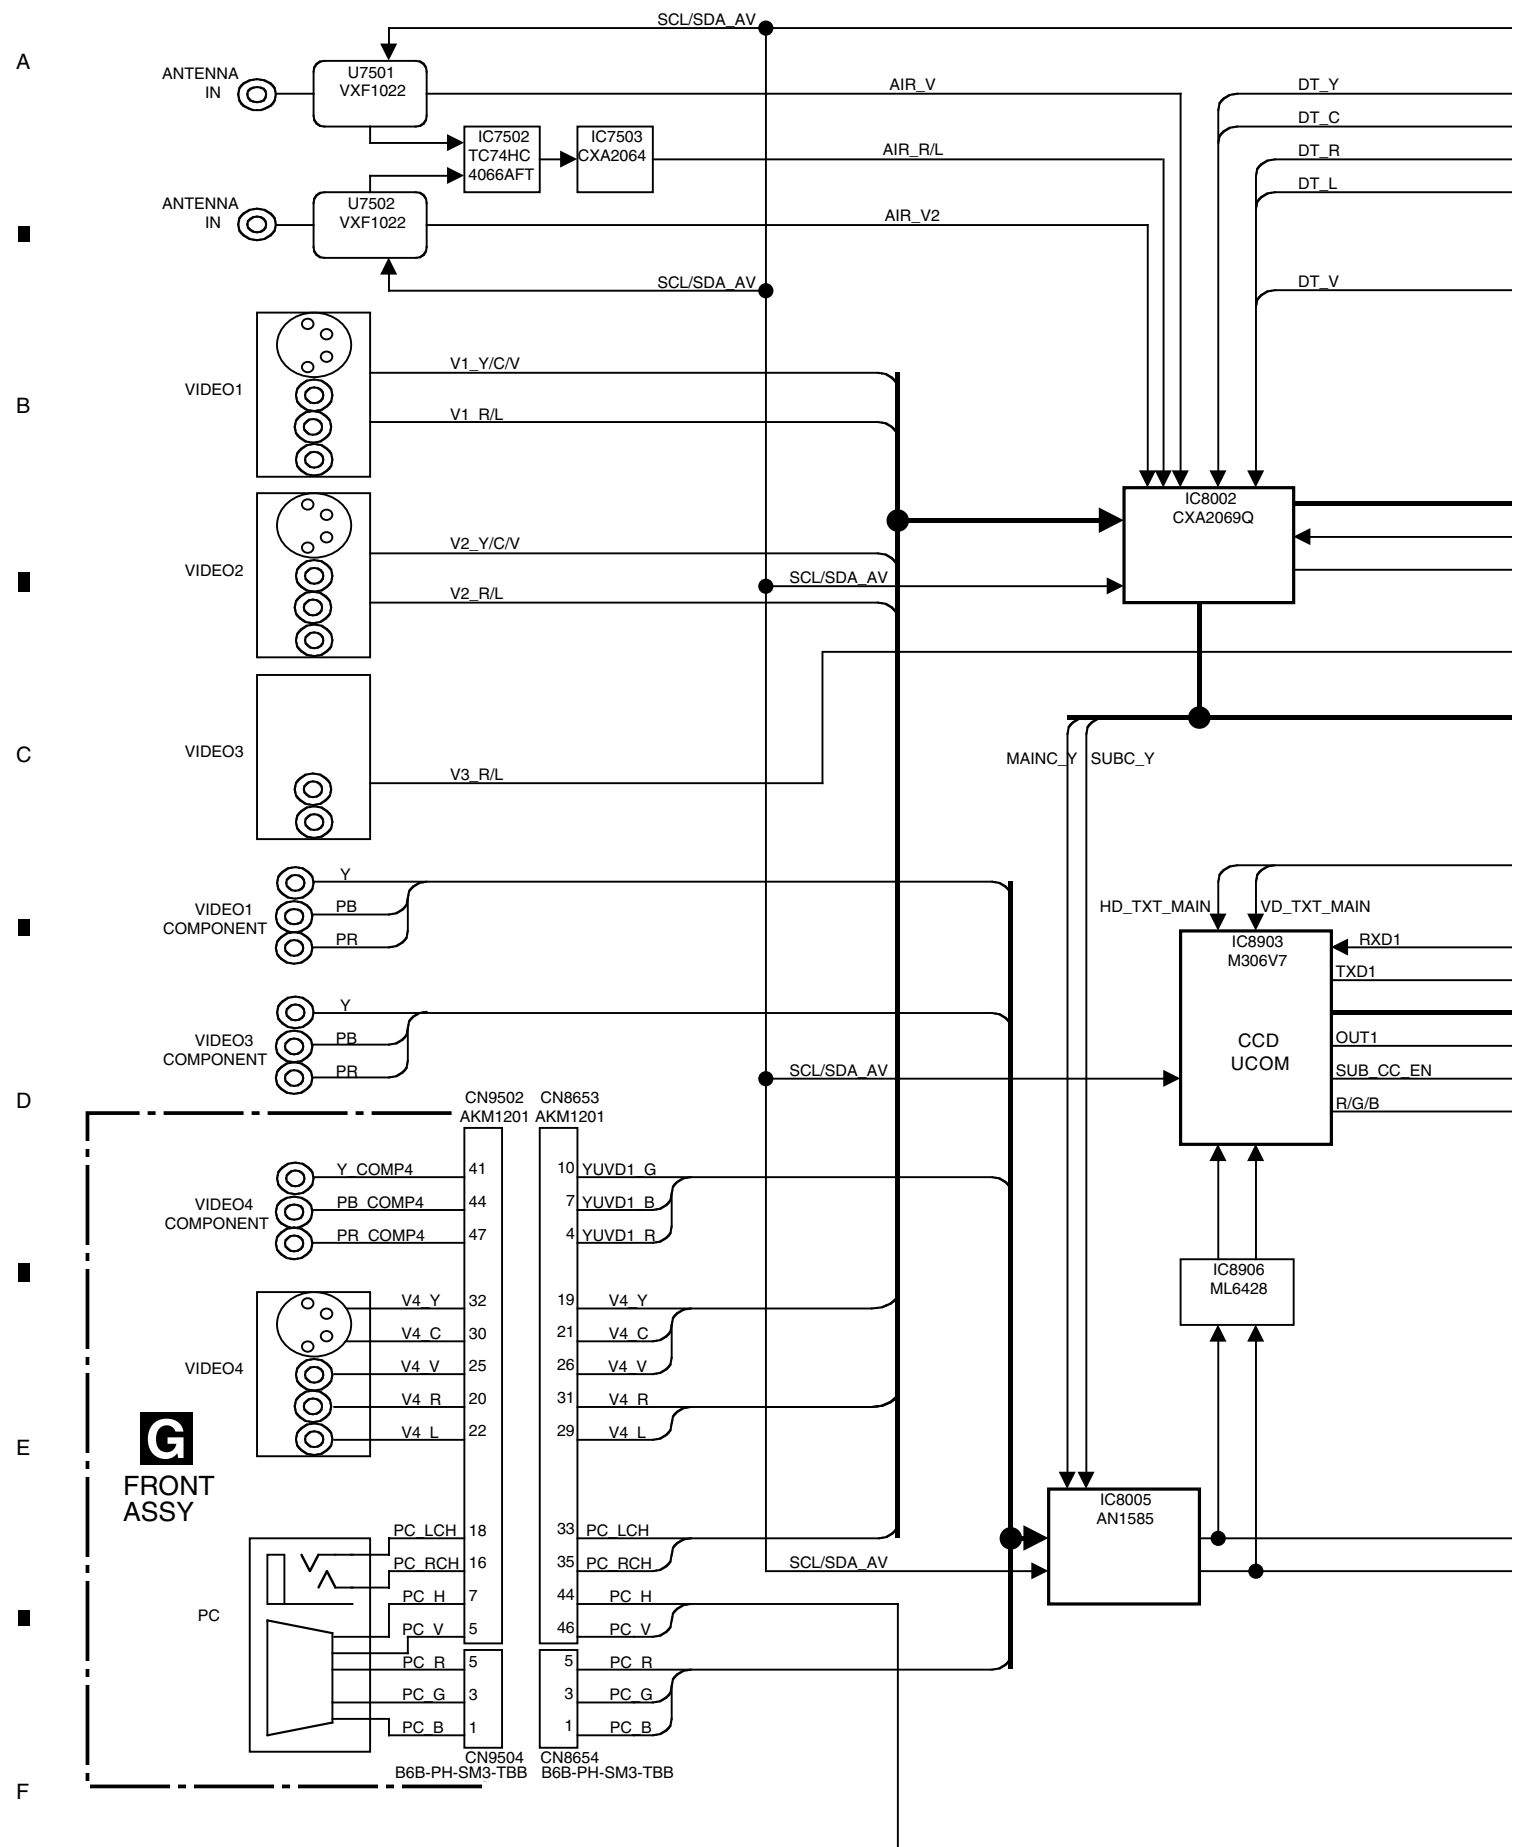 SCL/SDA_AV
A
ANTENNA
IN
U7501
VXF1022
AIR_V
DT_Y
DT_C
IC7502
TC74HC
4066AFT
IC7503
CXA2064
AIR_R/L
DT_R
DT_L
ANTENNA
IN
U7502
VXF1022
AIR_V2
SCL/SDA_AV
DT_V
V1_Y/C/V
VIDEO1
B
V1_R/L
IC8002
CXA2069Q
V2_Y/C/V
VIDEO2
SCL/SDA_AV
V2_R/L
VIDEO3
C
MAINC_Y
SUBC_Y
V3_R/L
Y
VIDEO1
COMPONENT
PB
PR
HD_TXT_MAIN
VD_TXT_MAIN
IC8903
M306V7
RXD1
TXD1
Y
VIDEO3
COMPONENT
PB
PR
CCD
UCOM
OUT1
SCL/SDA_AV
SUB_CC_EN
R/G/B
D
CN9502
AKM1201
CN8653
AKM1201
Y_COMP4 41 10 YUVD1_G
VIDEO4
COMPONENT
PB_COMP4 44 7 YUVD1_B
PR_COMP4 47 4 YUVD1_R
IC8906
ML6428
V4_Y 32 19 V4_Y
V4_C 30 21 V4_C
VIDEO4
V4_V 25 26 V4_V
V4_R 20 31 V4_R
V4_L 22 29 V4_L
E
G
FRONT
ASSY
IC8005
AN1585
PC_LCH 18 33 PC_LCH
PC_RCH 16 35 PC_RCH
SCL/SDA_AV
PC_H 7 44 PC_H
PC
PC_V 5 46 PC_V
PC_R 5 5 PC_R
PC_G 3 3 PC_G
PC_B 1 1 PC_B
CN9504
B6B-PH-SM3-TBB
CN8654
B6B-PH-SM3-TBB
F